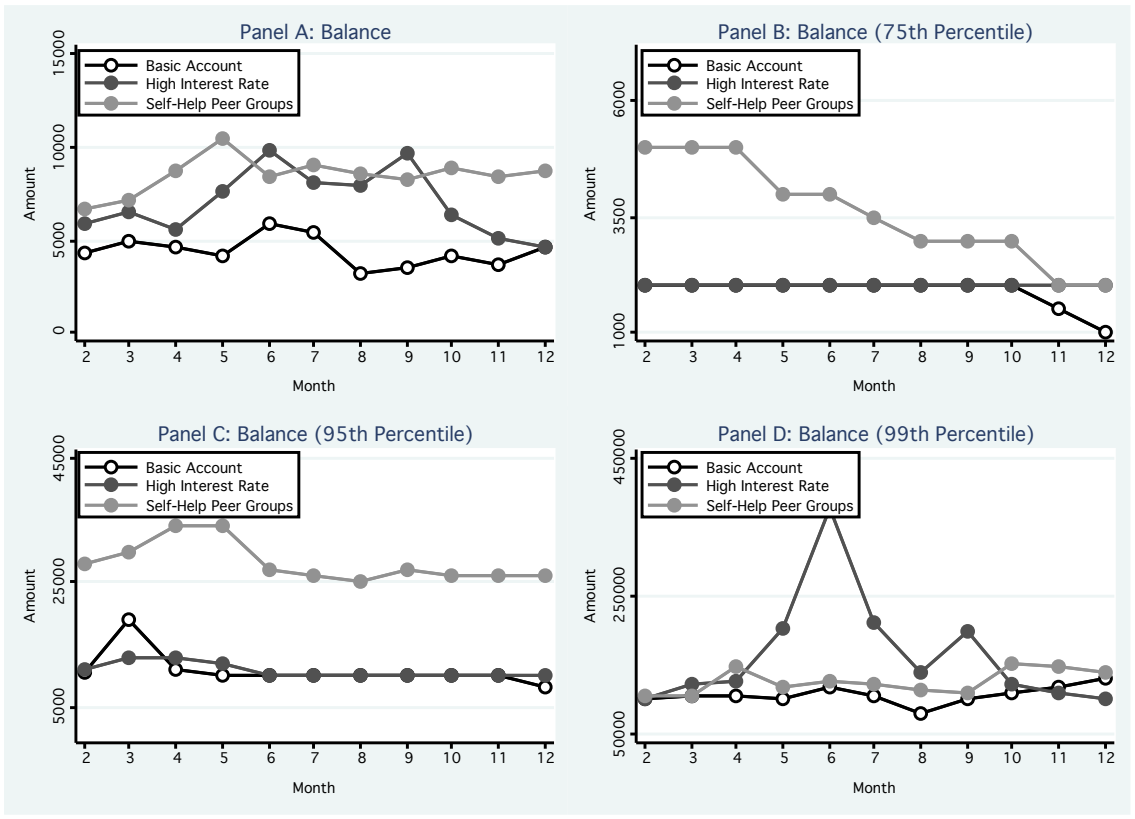 Panel A: Balance
15000
10000
5000
0
Amount
Basic Account
High Interest Rate
Self-Help Peer Groups
2 3 4 5 6 7 8 9 10 11 12
Month
Panel B: Balance (75th Percentile)
6000
3500
1000
Amount
Basic Account
High Interest Rate
Self-Help Peer Groups
2 3 4 5 6 7 8 9 10 11 12
Month
Panel C: Balance (95th Percentile)
45000
25000
5000
Amount
Basic Account
High Interest Rate
Self-Help Peer Groups
2 3 4 5 6 7 8 9 10 11 12
Month
Panel D: Balance (99th Percentile)
450000
250000
50000
Amount
Basic Account
High Interest Rate
Self-Help Peer Groups
2 3 4 5 6 7 8 9 10 11 12
Month